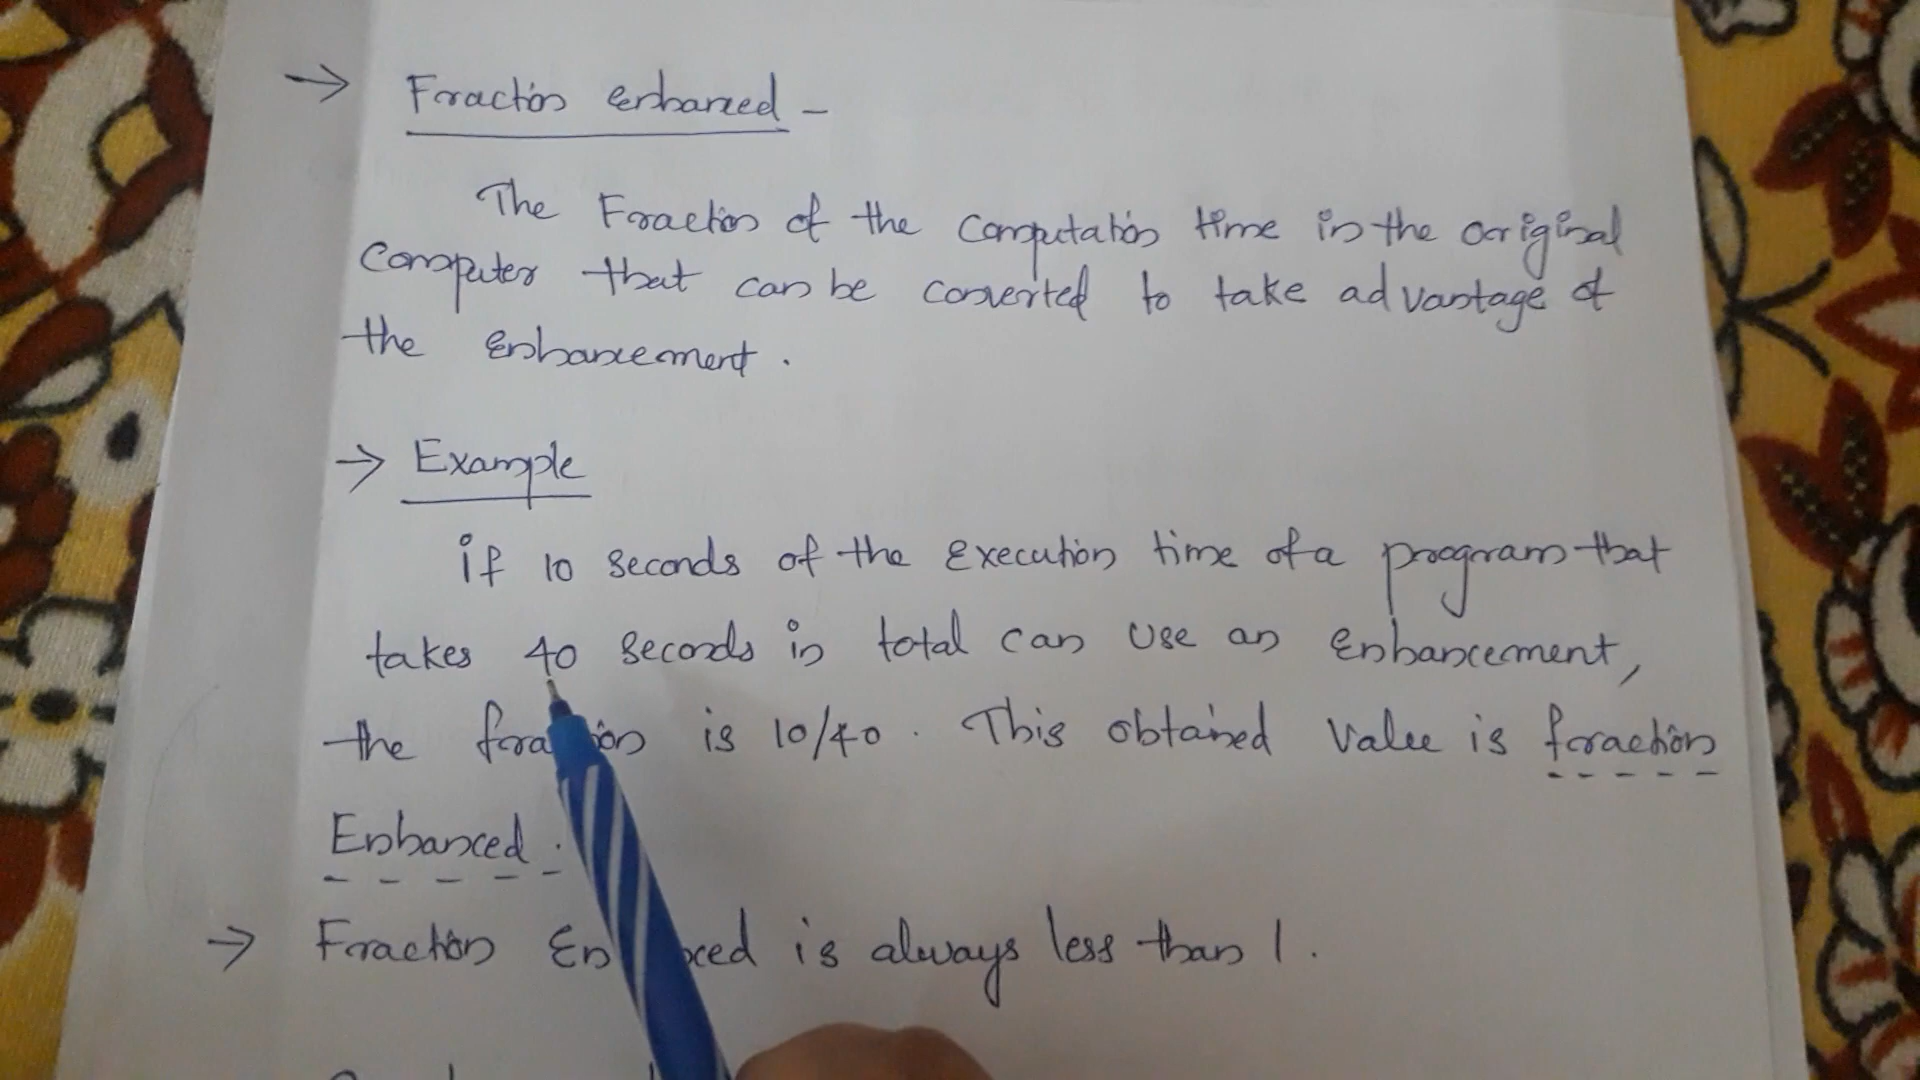 → Fraction enhanced -
The Fraction of the computation time in the original
computer that can be converted to take advantage of
the enhancement.
→ Example
if 10 seconds of the execution time of a program that
takes 40 seconds in total can use an enhancement,
the fraction is 10/40. This obtained value is fraction
Enhanced.
→ Fraction Enhanced is always less than 1.